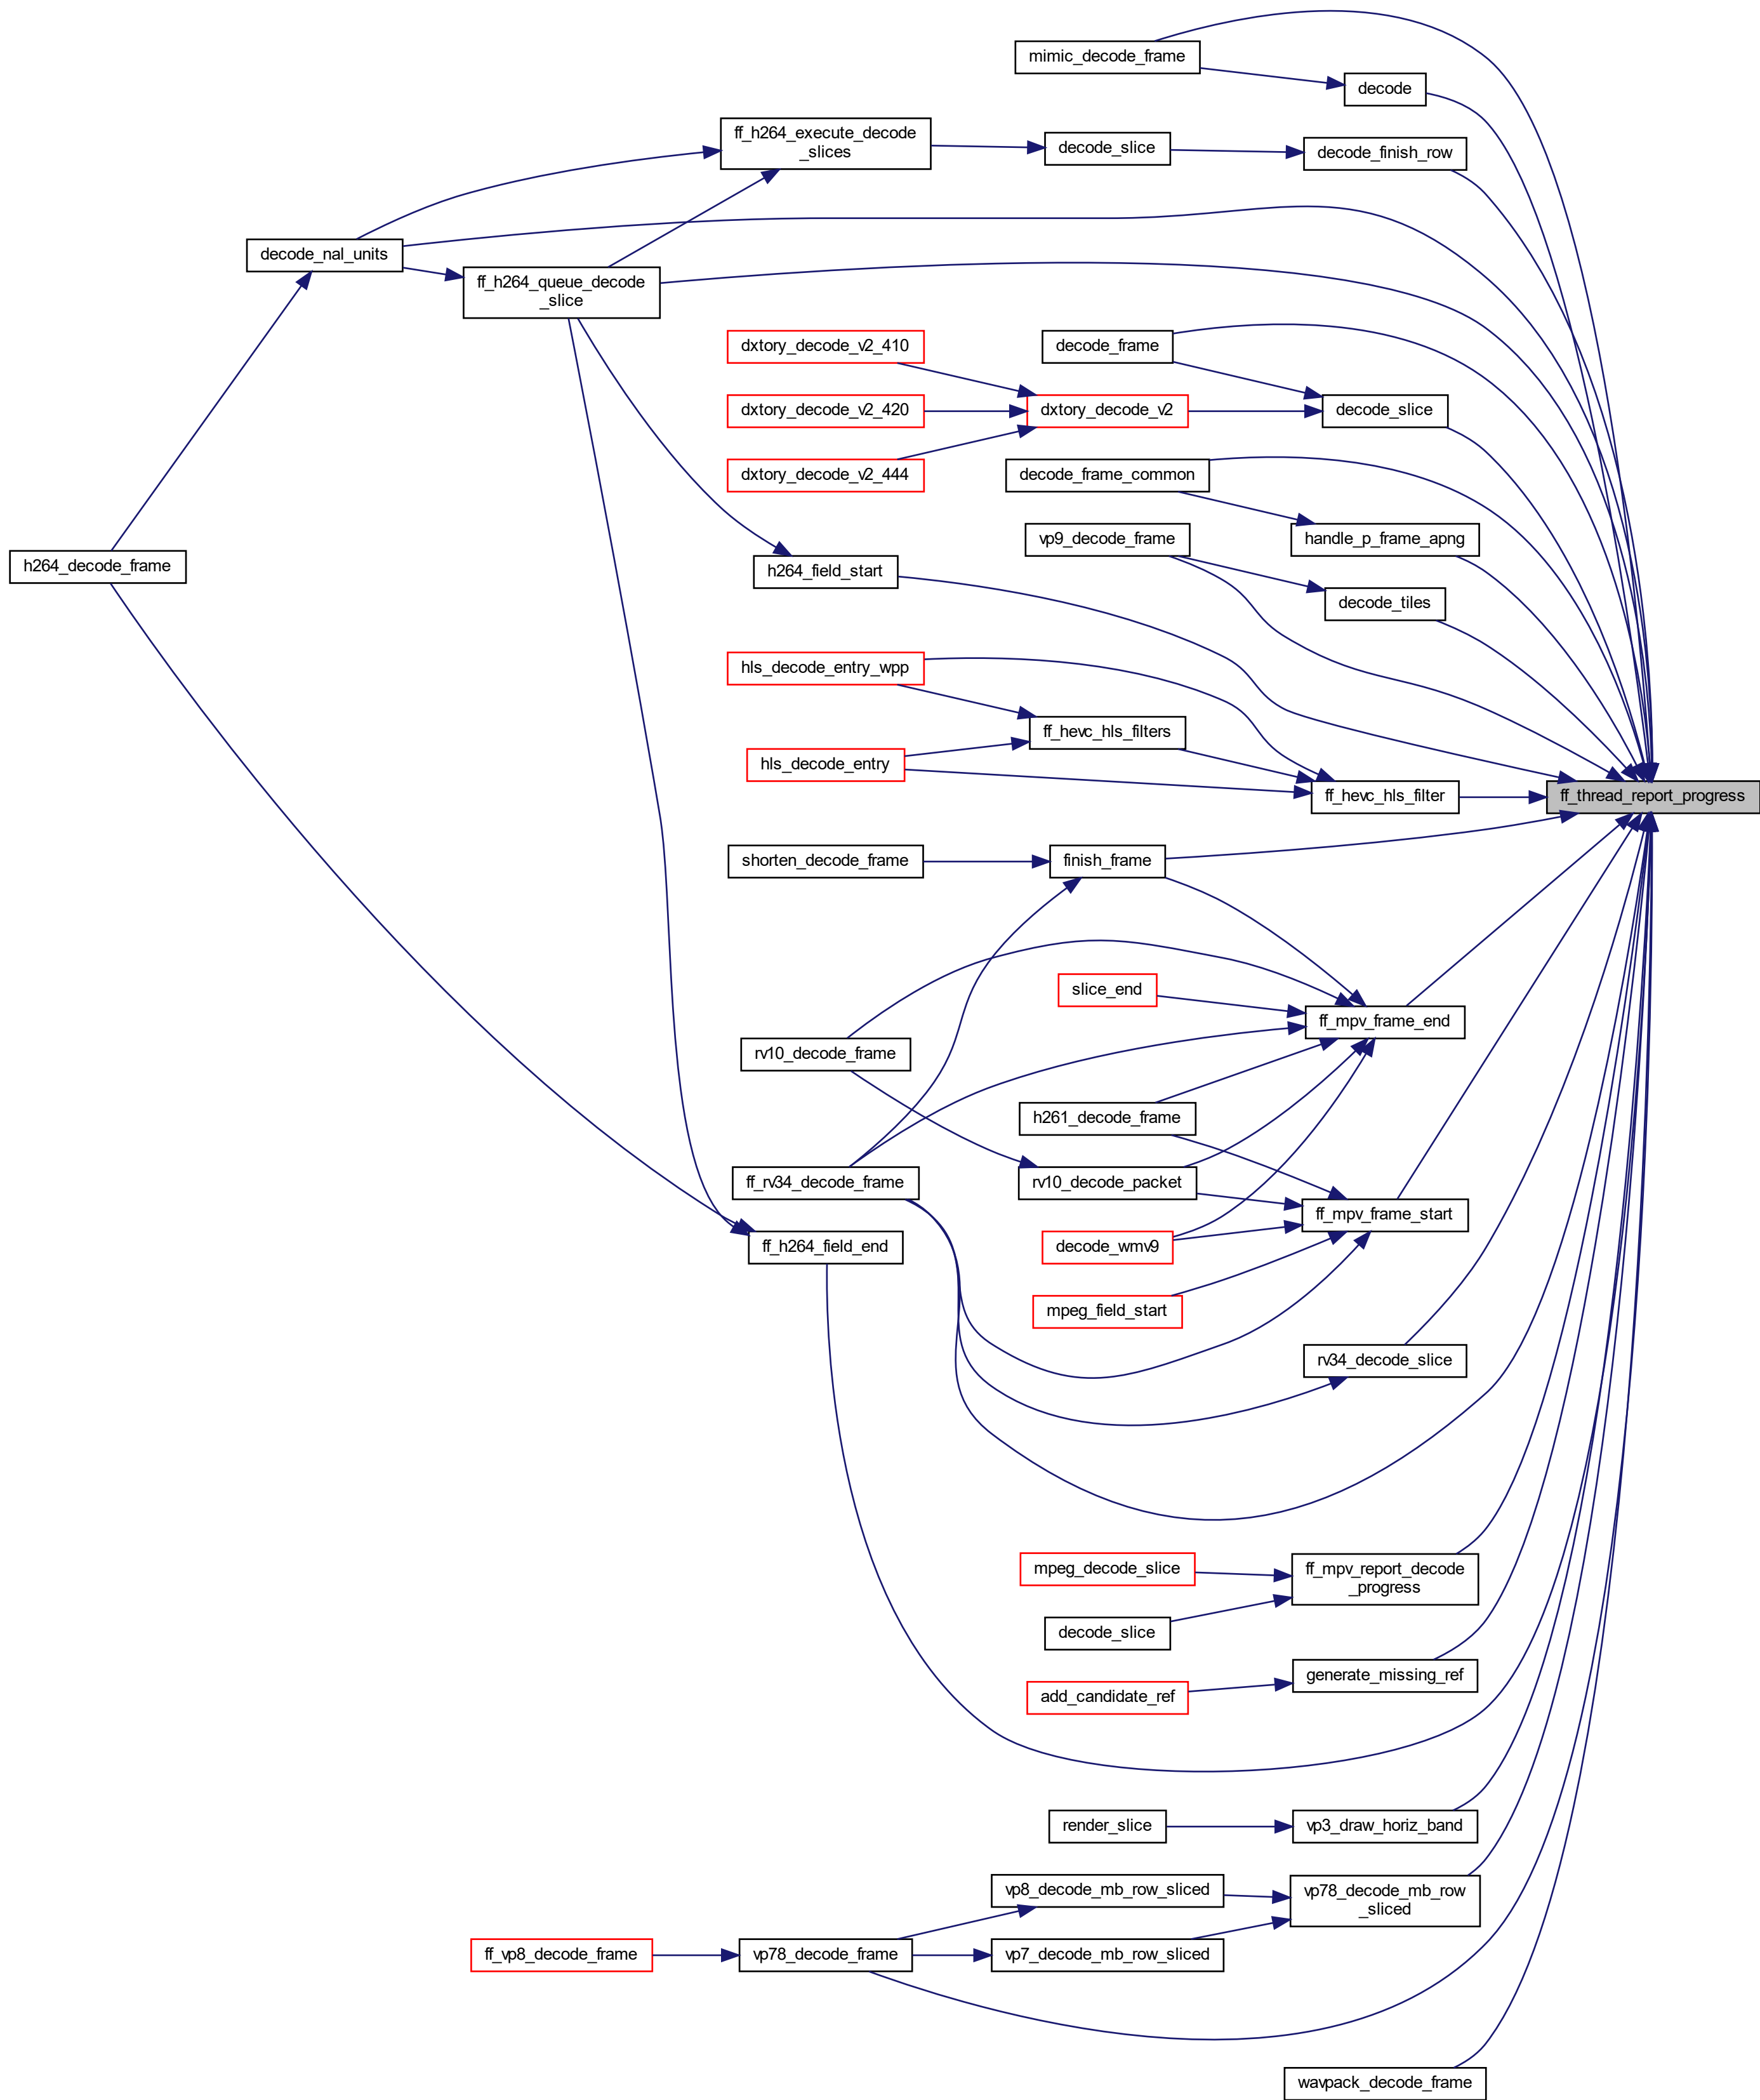 mimic_decode_frame
decode
ff_h264_execute_decode
_slices
decode_slice
decode_finish_row
decode_nal_units
ff_h264_queue_decode
_slice
dxtory_decode_v2_410
decode_frame
dxtory_decode_v2_420
dxtory_decode_v2
decode_slice
dxtory_decode_v2_444
decode_frame_common
vp9_decode_frame
handle_p_frame_apng
h264_decode_frame
h264_field_start
decode_tiles
hls_decode_entry_wpp
ff_hevc_hls_filters
hls_decode_entry
ff_hevc_hls_filter
ff_thread_report_progress
shorten_decode_frame
finish_frame
slice_end
ff_mpv_frame_end
rv10_decode_frame
h261_decode_frame
ff_rv34_decode_frame
rv10_decode_packet
ff_mpv_frame_start
ff_h264_field_end
decode_wmv9
mpeg_field_start
rv34_decode_slice
mpeg_decode_slice
ff_mpv_report_decode
_progress
decode_slice
generate_missing_ref
add_candidate_ref
render_slice
vp3_draw_horiz_band
vp8_decode_mb_row_sliced
vp78_decode_mb_row
_sliced
ff_vp8_decode_frame
vp78_decode_frame
vp7_decode_mb_row_sliced
wavpack_decode_frame